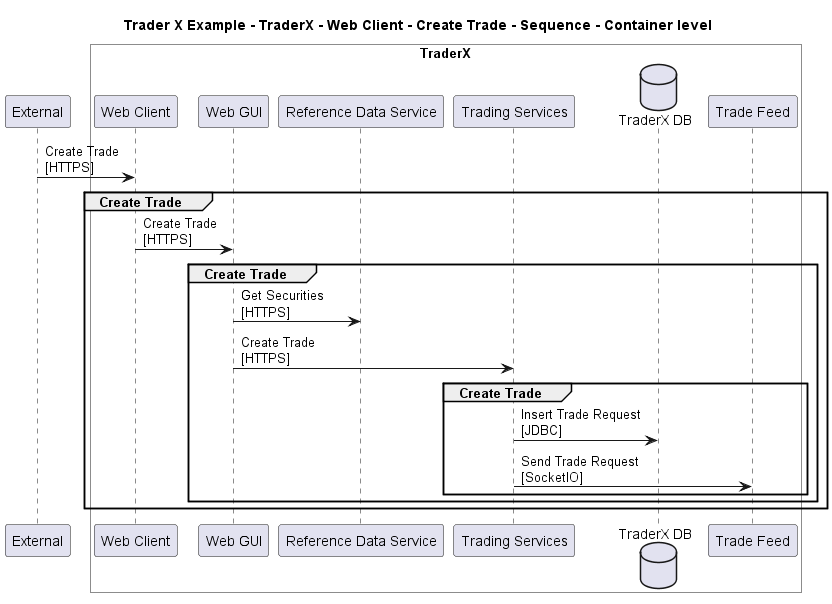 Trader X Example - TraderX - Web Client - Create Trade - Sequence - Container level
TraderX
External
Web Client
Web GUI
Reference Data Service
Trading Services
TraderX DB
Trade Feed
Create Trade
[HTTPS]
Create Trade
Create Trade
[HTTPS]
Create Trade
Get Securities
[HTTPS]
Create Trade
[HTTPS]
Create Trade
Insert Trade Request
[JDBC]
Send Trade Request
[SocketIO]
External
Web Client
Web GUI
Reference Data Service
Trading Services
TraderX DB
Trade Feed